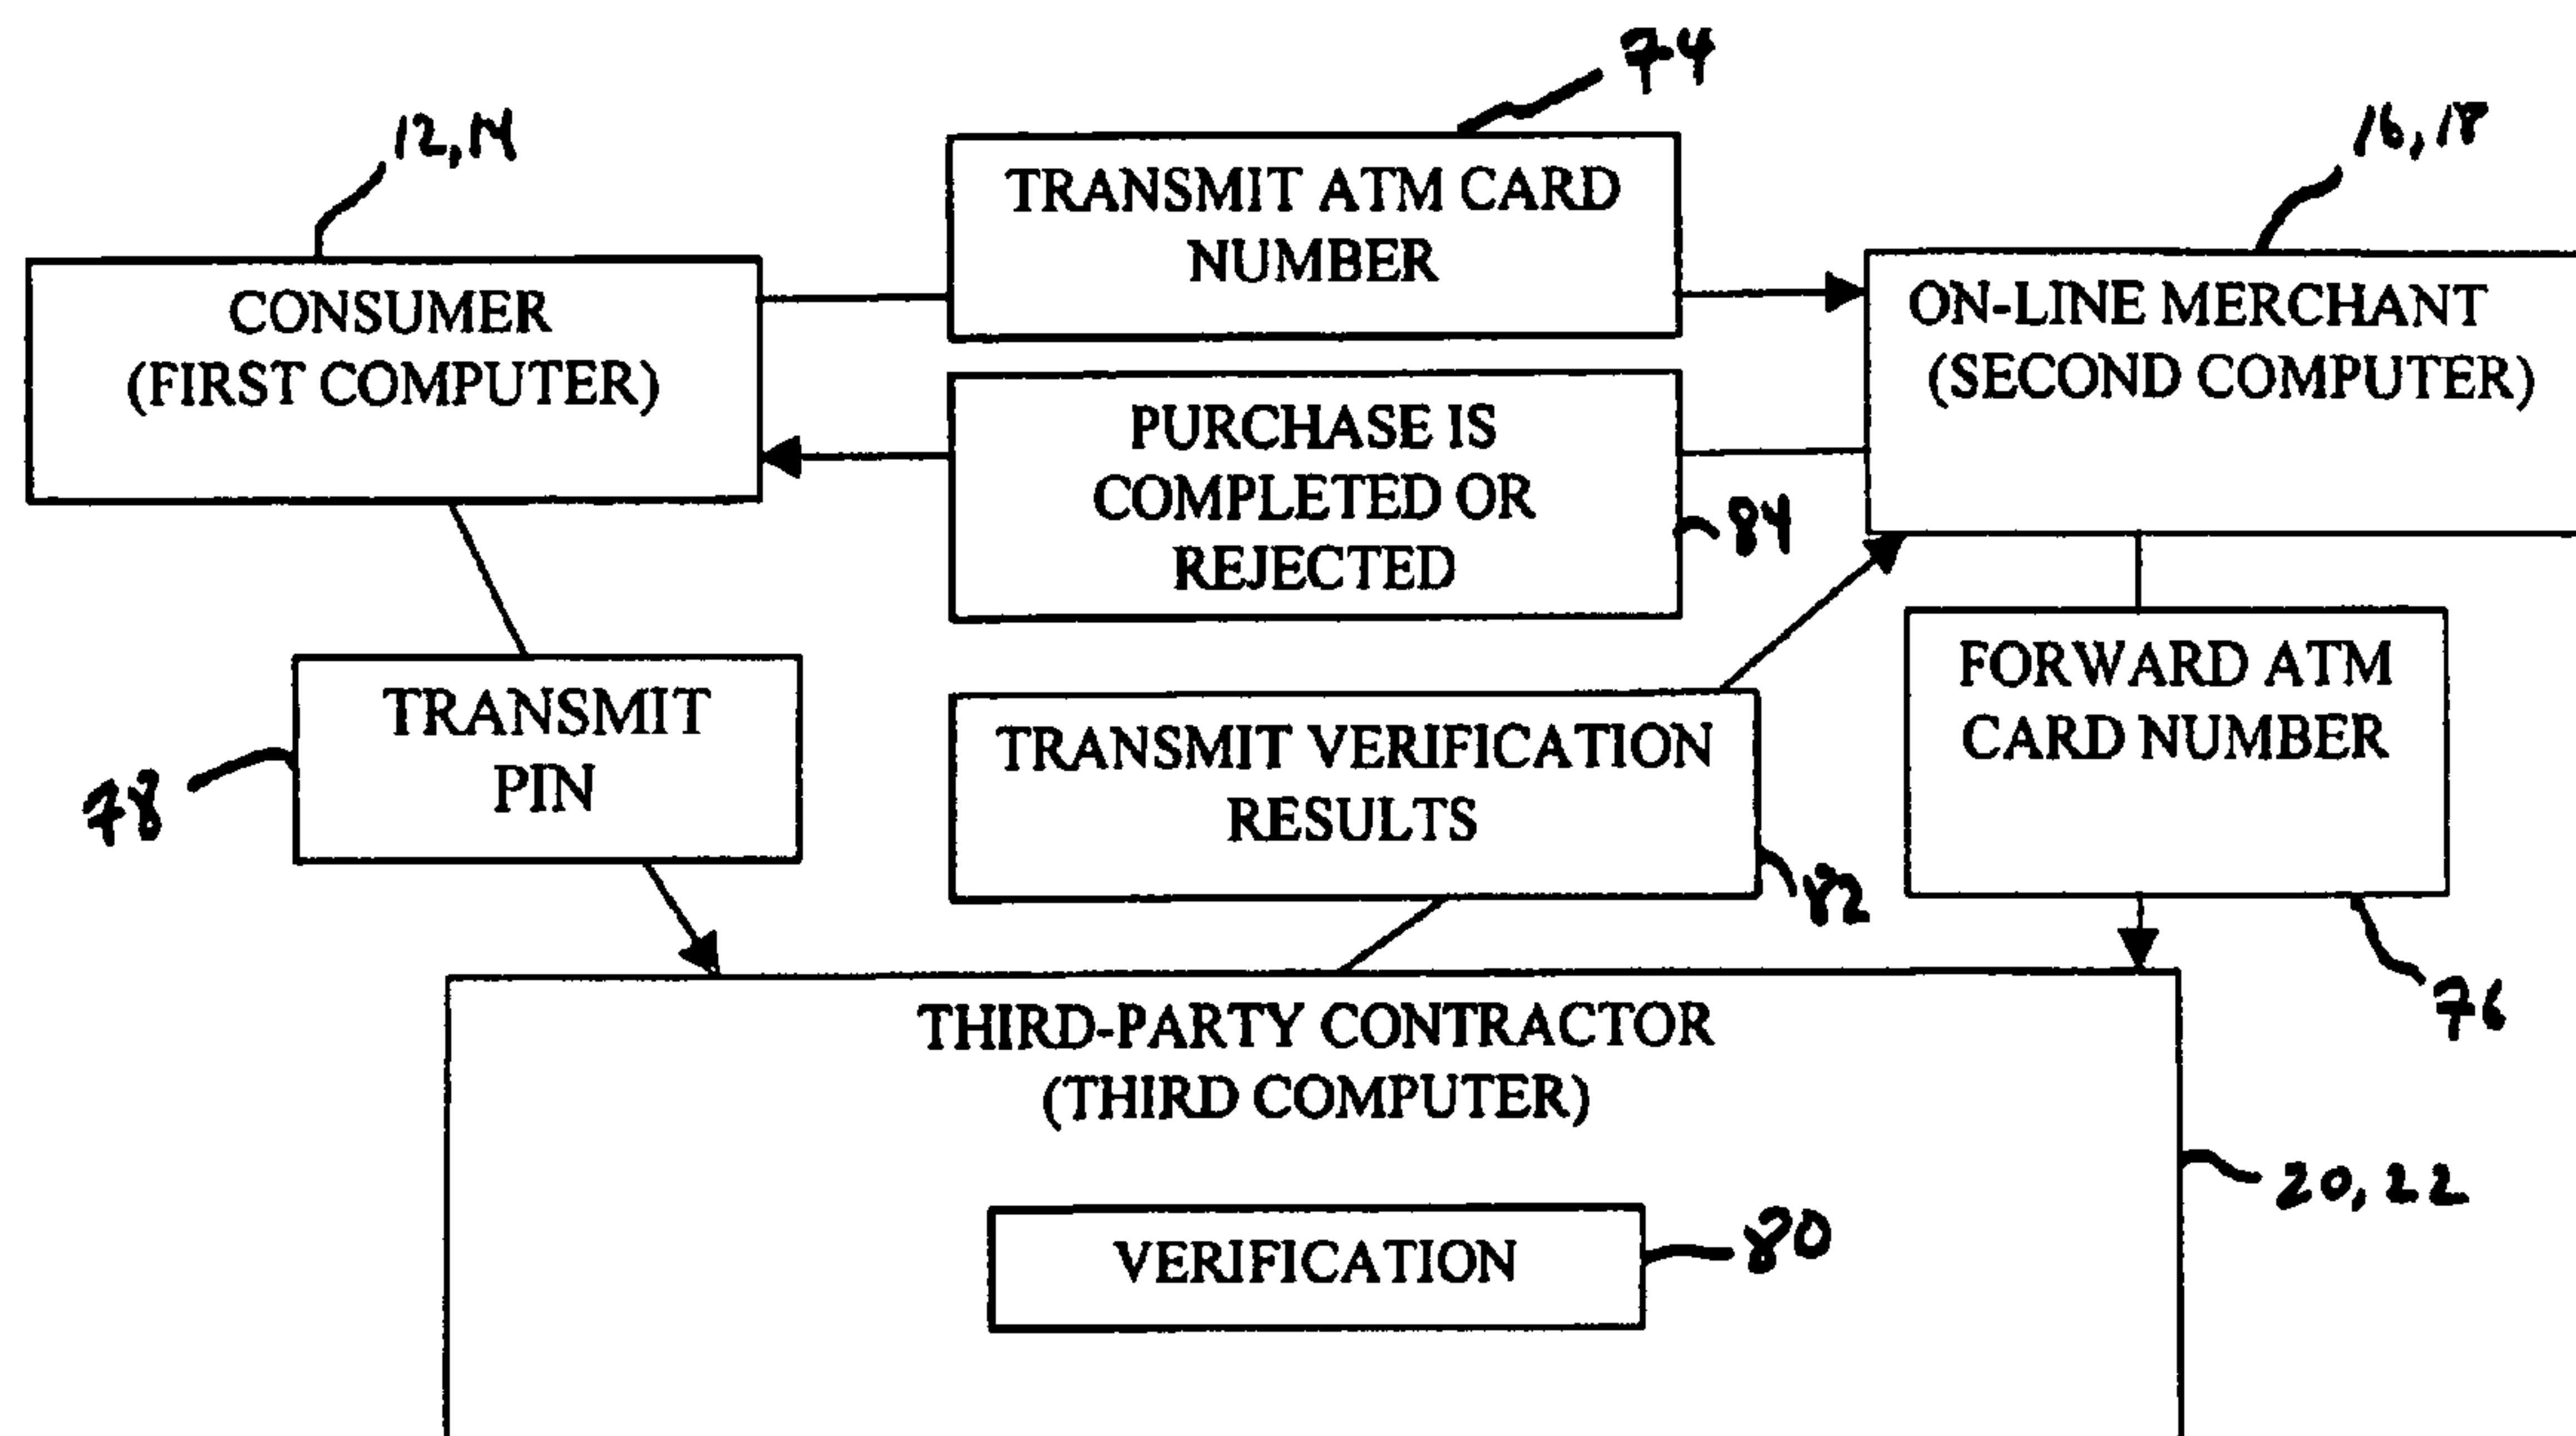 74
12,14
16,18
TRANSMIT ATM CARD
NUMBER
CONSUMER
(FIRST COMPUTER)
ON-LINE MERCHANT
(SECOND COMPUTER)
PURCHASE IS
COMPLETED OR
REJECTED
84
TRANSMIT
PIN
78
TRANSMIT VERIFICATION
RESULTS
82
FORWARD ATM
CARD NUMBER
76
THIRD-PARTY CONTRACTOR
(THIRD COMPUTER)
20,22
VERIFICATION
80